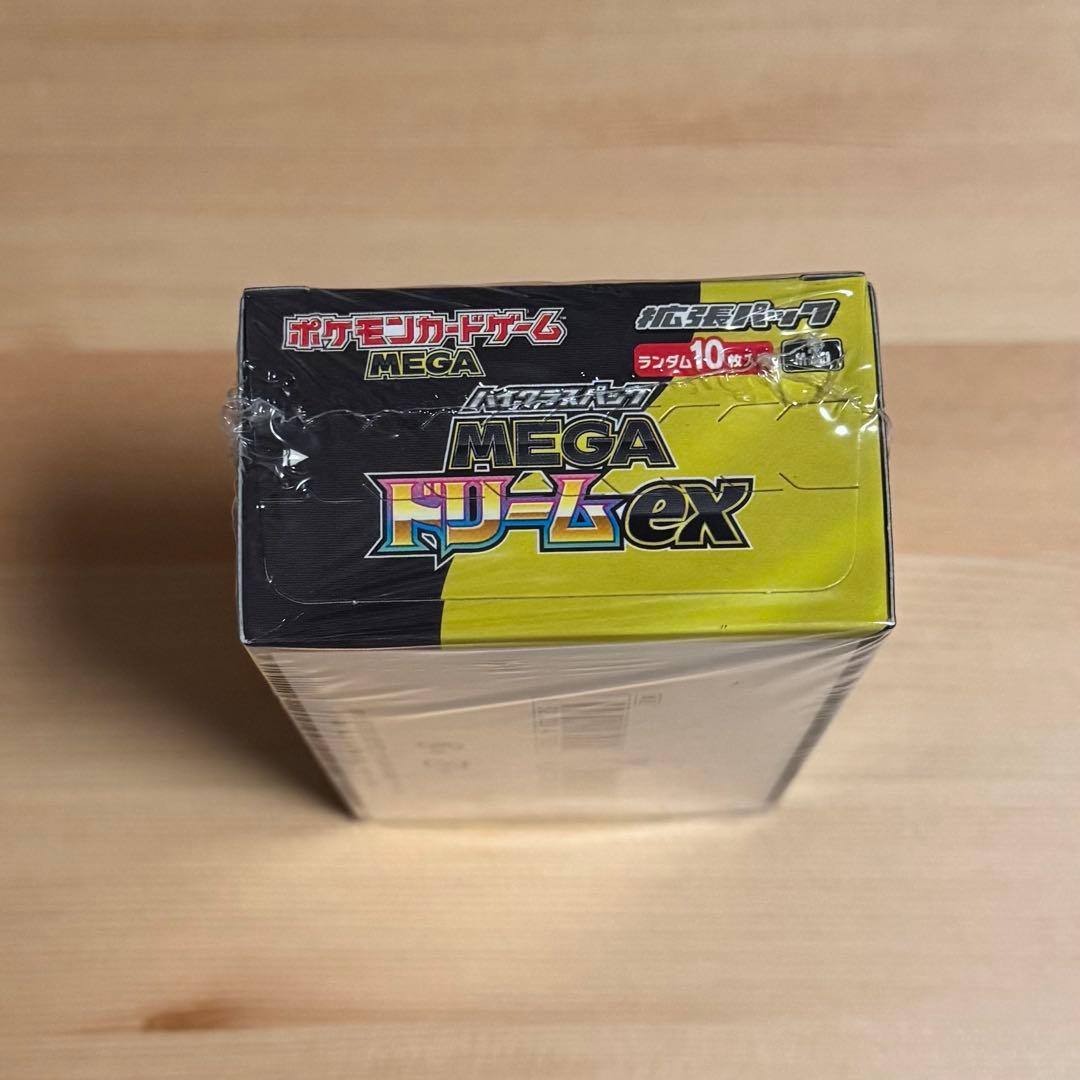 ポケモンカードゲーム
MEGA
拡張パック
ランダム10枚入
ハイクラスパック
MEGA
ドリームex